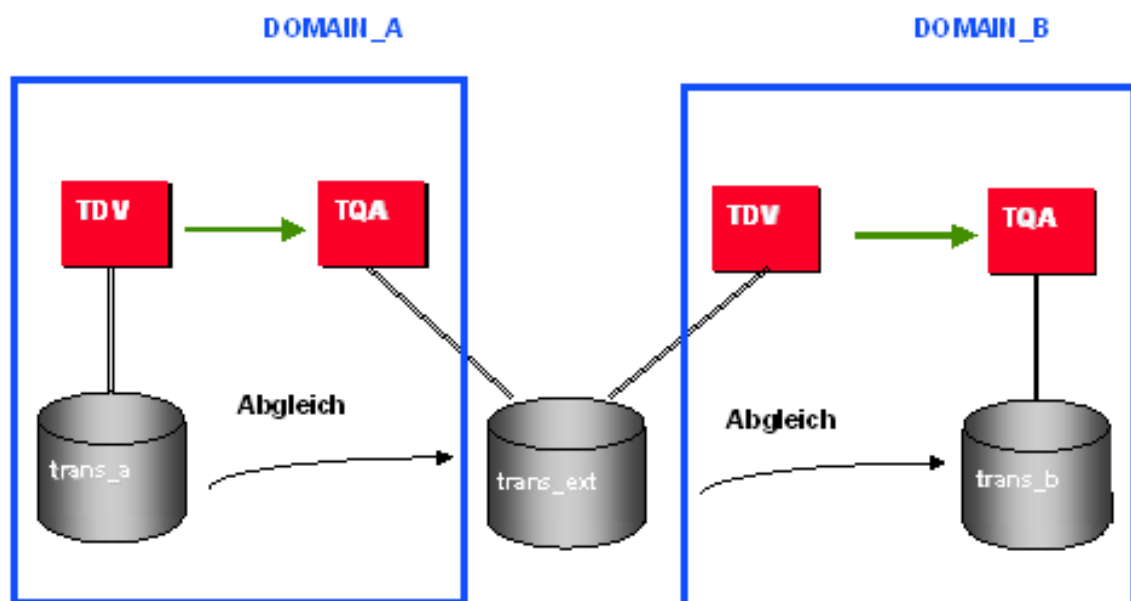 DOMAIN_A
DOMAIN_B
TDV
TQA
TDV
TQA
Abgleich
Abgleich
trans_a
trans_ext
trans_b